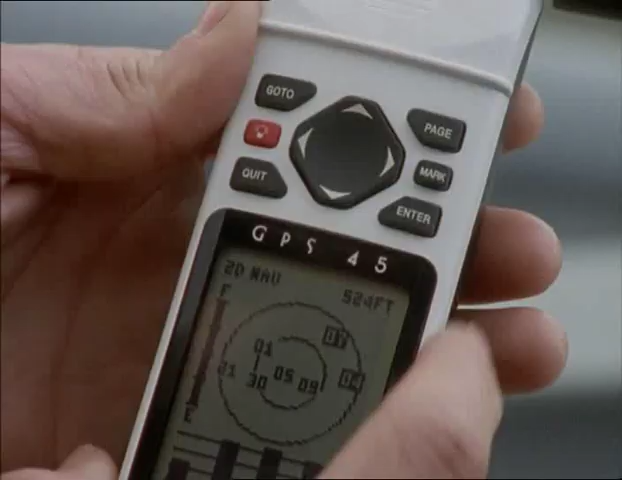 GOTO
PAGE
MARK
QUIT
ENTER
GPS 45
2D NAV
524FT
F
07
01
21
30
05
09
04
E